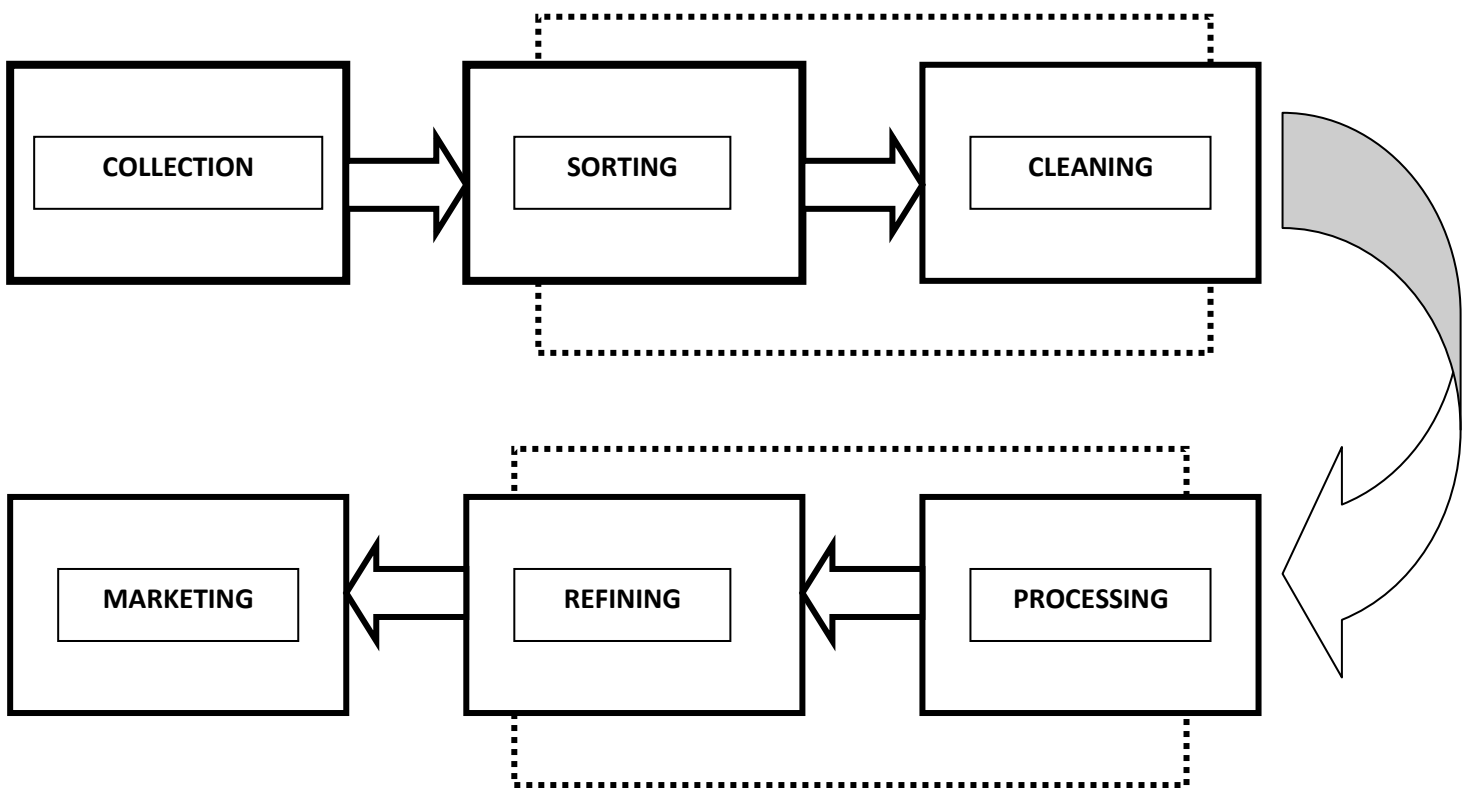 COLLECTION
SORTING
CLEANING
PROCESSING
REFINING
MARKETING